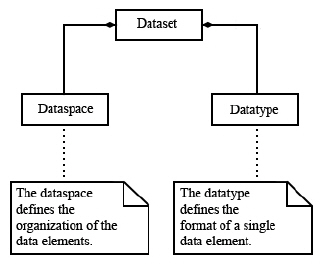 Dataset
Dataspace
Datatype
The dataspace
defines the
organization of the
data elements.
The datatype
defines the
format of a single
data element.